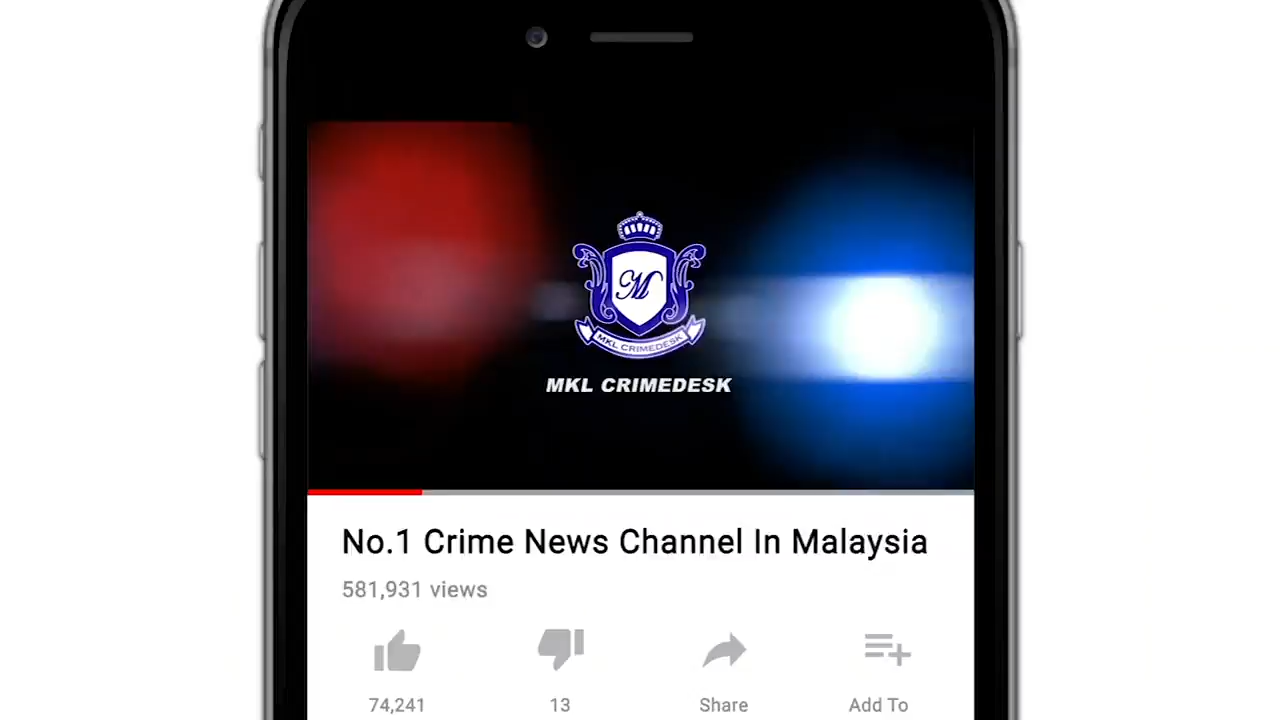 M
MKL CRIMEDESK
MKL CRIMEDESK
No.1 Crime News Channel In Malaysia
581,931 views
74,241
13
Share
Add To